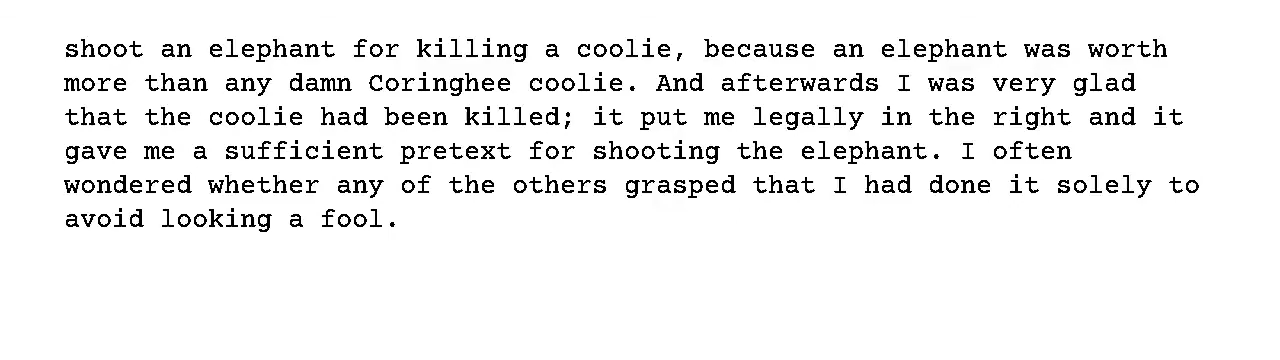 shoot an elephant for killing a coolie, because an elephant was worth
more than any damn Coringhee coolie. And afterwards I was very glad
that the coolie had been killed; it put me legally in the right and it
gave me a sufficient pretext for shooting the elephant. I often
wondered whether any of the others grasped that I had done it solely to
avoid looking a fool.